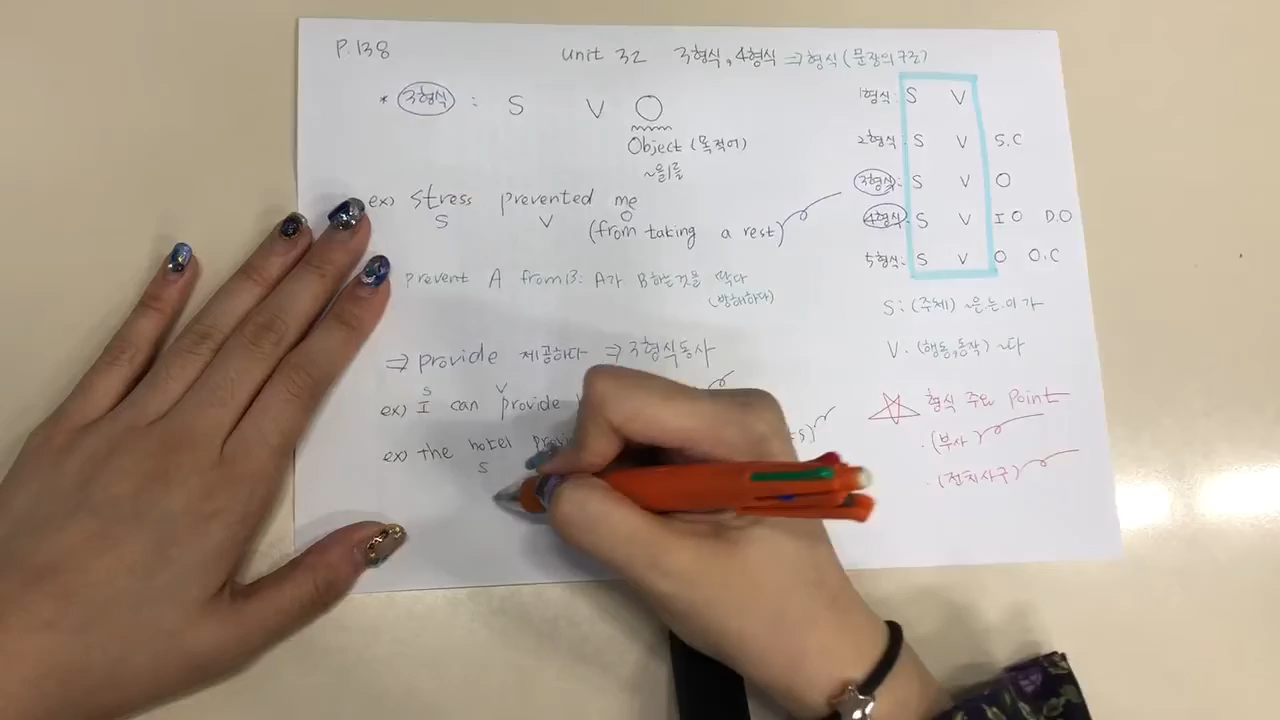 P.138
unit 32 3형식, 4형식 ⇒ 형식 (문장의 구조)
* 3형식 : S V O
Object (목적어)
~을/를
ex) stress prevented me
S V O
(from taking a rest)
prevent A from B : A가 B하는것을 막다
(방해하다)
⇒ provide 제공하다 ⇒ 3형식동사
S V
ex) I can provide
ex) the hotel
S
1형식: S V
2형식: S V S.C
3형식: S V O
4형식: S V I O D.O
5형식: S V O O.C
S: (주체) ~은.는.이.가
V. (행동,동작) ~다
☆ 형식 주요 Point
. (부사)
. (전치사구)